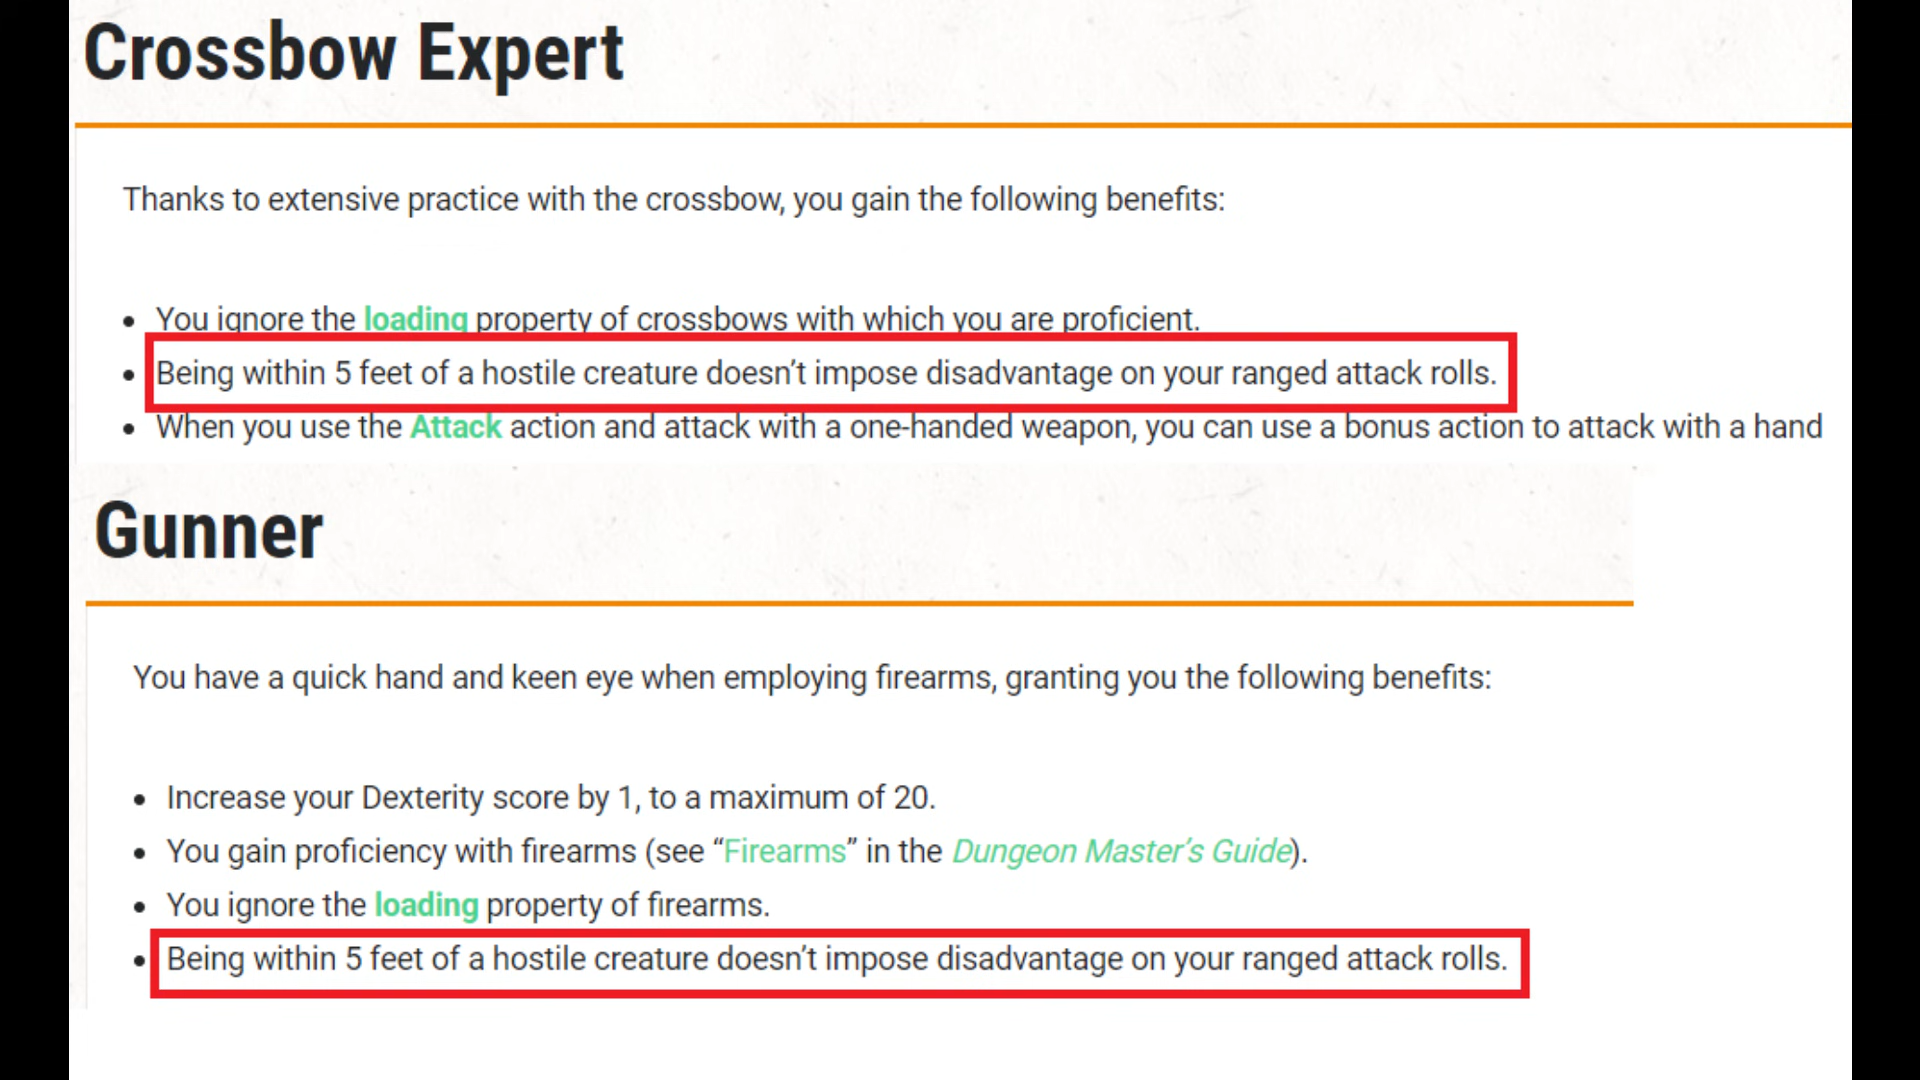 Crossbow Expert
Thanks to extensive practice with the crossbow, you gain the following benefits:
• You ignore the loading property of crossbows with which you are proficient.
• Being within 5 feet of a hostile creature doesn’t impose disadvantage on your ranged attack rolls.
• When you use the Attack action and attack with a one-handed weapon, you can use a bonus action to attack with a hand
Gunner
You have a quick hand and keen eye when employing firearms, granting you the following benefits:
• Increase your Dexterity score by 1, to a maximum of 20.
• You gain proficiency with firearms (see “Firearms” in the Dungeon Master’s Guide).
• You ignore the loading property of firearms.
• Being within 5 feet of a hostile creature doesn’t impose disadvantage on your ranged attack rolls.